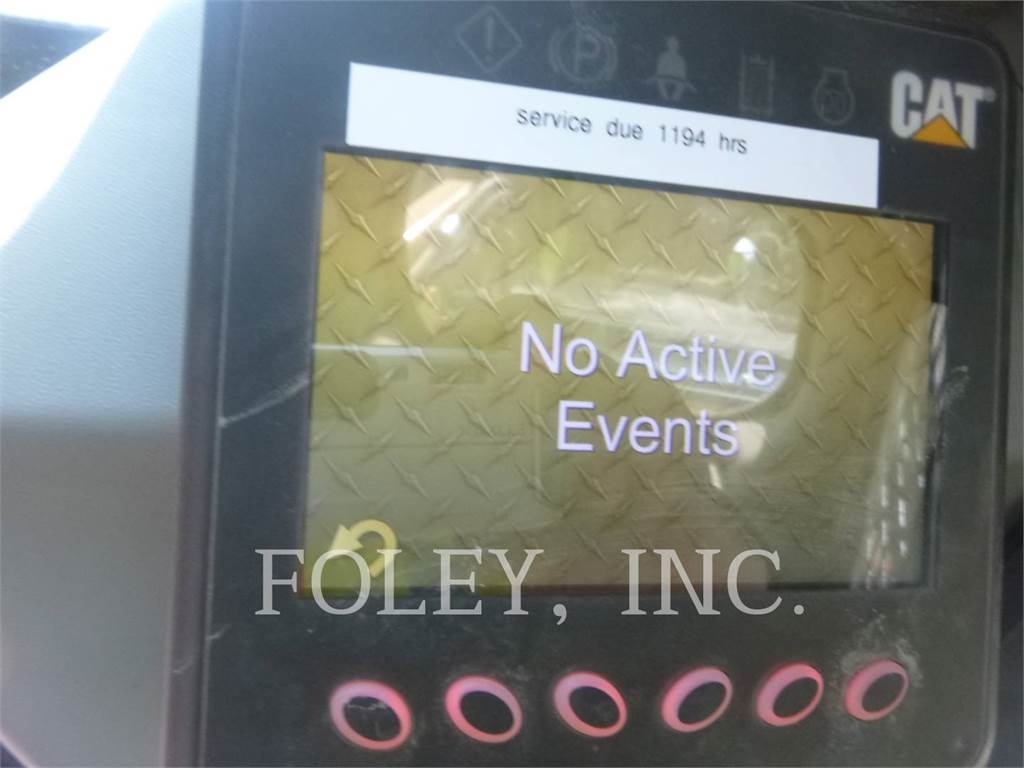 P
CAT
service due 1194 hrs
No Active
Events
FOLEY, INC.